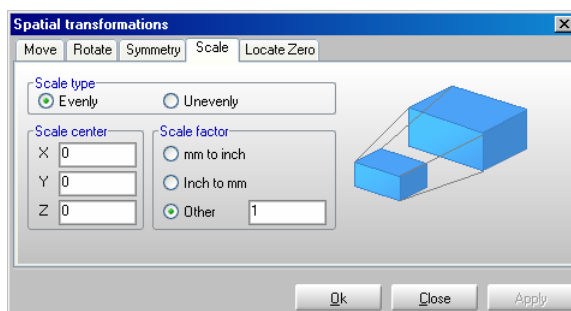 Spatial transformations
Move Rotate Symmetry Scale Locate Zero
Scale type
Evenly Unevenly
Scale center
X 0
Y 0
Z 0
Scale factor
mm to inch
Inch to mm
Other 1
Ok Close Apply